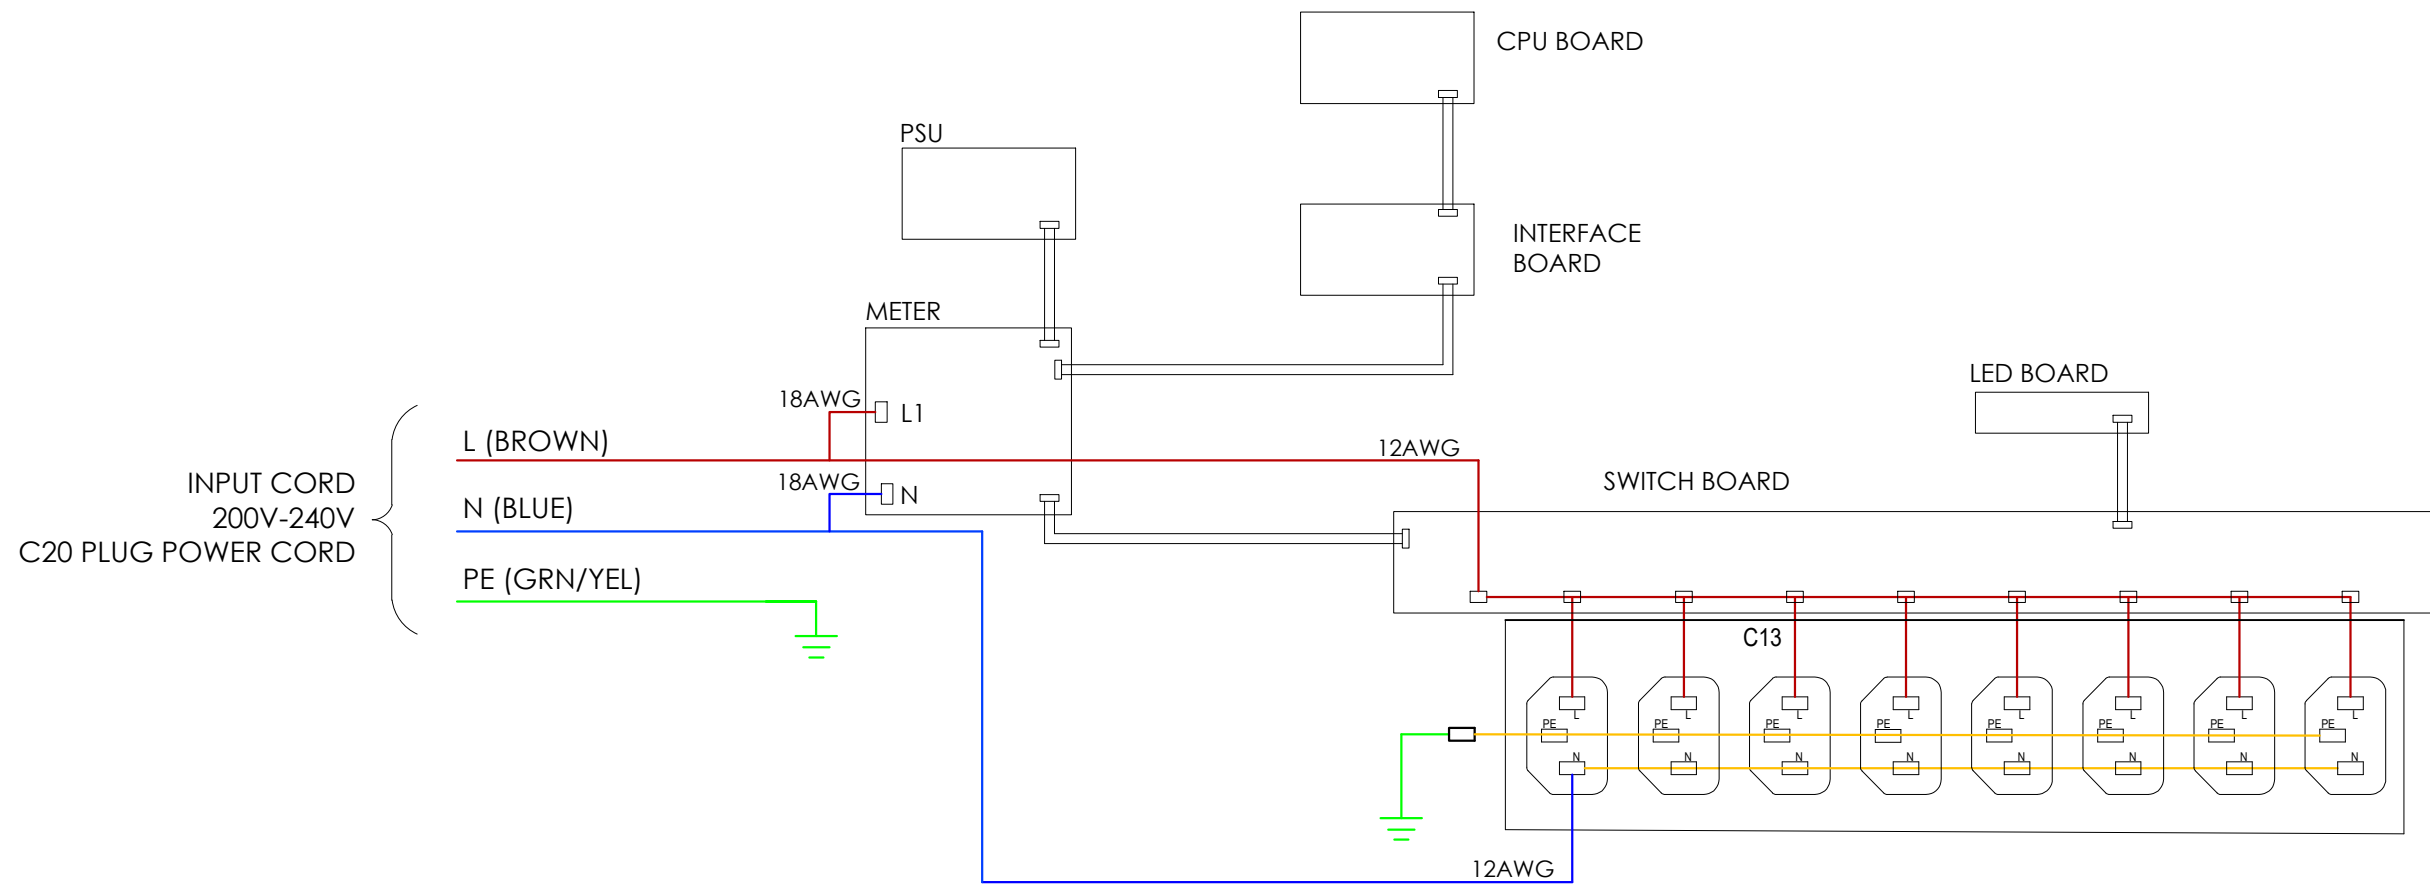 CPU BOARD
PSU
INTERFACE
BOARD
METER
LED BOARD
18AWG
L1
L (BROWN)
12AWG
INPUT CORD
200V-240V
C20 PLUG POWER CORD
18AWG
N
SWITCH BOARD
N (BLUE)
PE (GRN/YEL)
C13
L L L L L L L L
PE PE PE PE PE PE PE PE
N N N N N N N N
12AWG